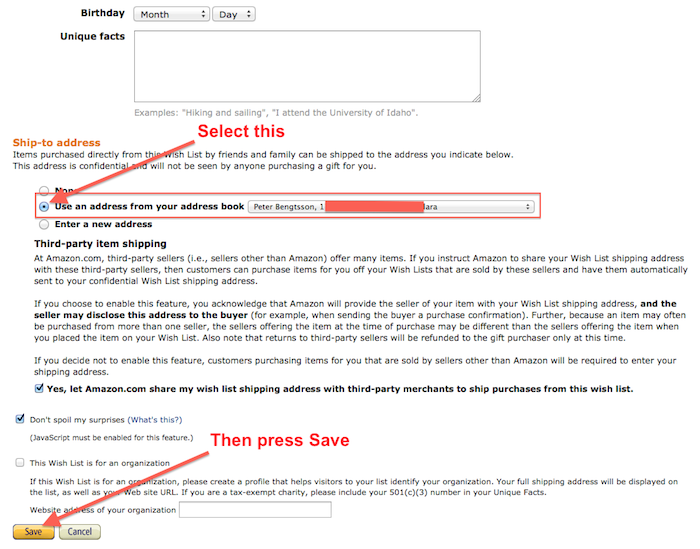 Birthday Month Day
Unique facts
Examples: "Hiking and sailing", "I attend the University of Idaho".
Select this
Ship-to address
Items purchased directly from this Wish List by friends and family can be shipped to the address you indicate below.
This address is confidential and will not be seen by anyone purchasing a gift for you.
None
Use an address from your address book Peter Bengtsson, 1 lara
Enter a new address
Third-party item shipping
At Amazon.com, third-party sellers (i.e., sellers other than Amazon) offer many items. If you instruct Amazon to share your Wish List shipping address
with these third-party sellers, then customers can purchase items for you off your Wish Lists that are sold by these sellers and have them automatically
sent to your confidential Wish List shipping address.
If you choose to enable this feature, you acknowledge that Amazon will provide the seller of your item with your Wish List shipping address, and the
seller may disclose this address to the buyer (for example, when sending the buyer a purchase confirmation). Further, because an item may often
be purchased from more than one seller, the sellers offering the item at the time of purchase may be different than the sellers offering the item when
you placed the item on your Wish List. Also note that returns to third-party sellers will be refunded to the gift purchaser only at this time.
If you decide not to enable this feature, customers purchasing items for you that are sold by sellers other than Amazon will be required to enter your
shipping address.
Yes, let Amazon.com share my wish list shipping address with third-party merchants to ship purchases from this wish list.
Don't spoil my surprises (What's this?)
(JavaScript must be enabled for this feature.)
Then press Save
This Wish List is for an organization
If this Wish List is for an organization, please create a profile that helps visitors to your list identify your organization. Your full shipping address will be displayed
on the list, as well as your Web site URL. If you are a tax-exempt charity, please include your 501(c)(3) number in your Unique Facts.
Website address of your organization
Save Cancel